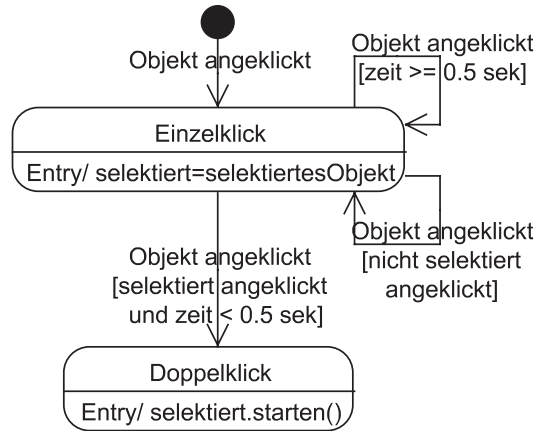 Objekt angeklickt
Objekt angeklickt
[zeit >= 0.5 sek]
Einzelklick
Entry/ selektiert=selektiertesObjekt
Objekt angeklickt
[nicht selektiert
angeklickt]
Objekt angeklickt
[selektiert angeklickt
und zeit < 0.5 sek]
Doppelklick
Entry/ selektiert.starten()